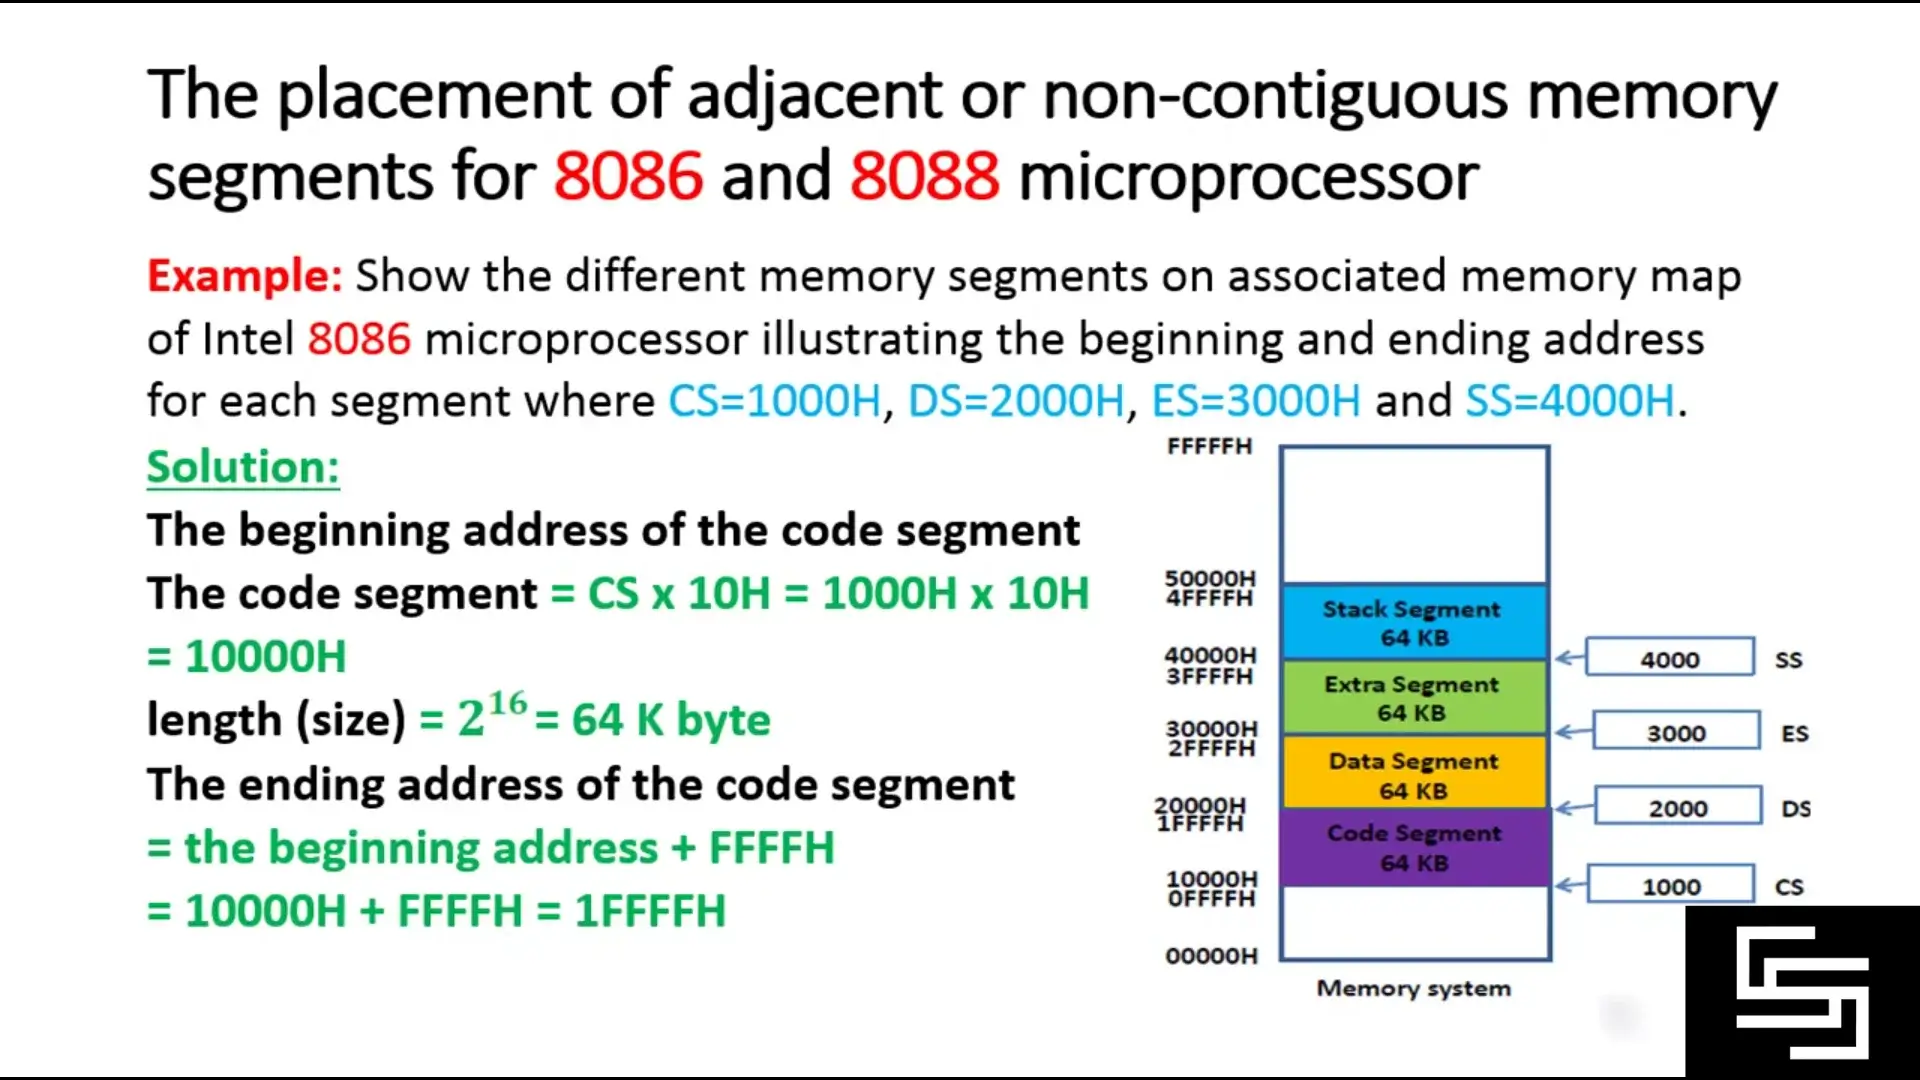 The placement of adjacent or non-contiguous memory
segments for 8086 and 8088 microprocessor
Example: Show the different memory segments on associated memory map
of Intel 8086 microprocessor illustrating the beginning and ending address
for each segment where CS=1000H, DS=2000H, ES=3000H and SS=4000H.
Solution:
The beginning address of the code segment
The code segment = CS x 10H = 1000H x 10H
= 10000H
length (size) = 2^16 = 64 K byte
The ending address of the code segment
= the beginning address + FFFFH
= 10000H + FFFFH = 1FFFFH
FFFFFH
50000H
4FFFFH
Stack Segment
64 KB
40000H
3FFFFH
4000 SS
Extra Segment
64 KB
30000H
2FFFFH
3000 ES
Data Segment
64 KB
20000H
1FFFFH
2000 DS
Code Segment
64 KB
10000H
0FFFFH
1000 CS
00000H
Memory system